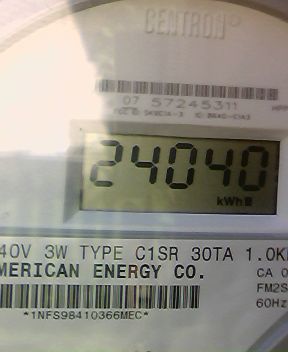 CENTRON®
07 57245311
24040
kWh
40V 3W TYPE C1SR 30TA 1.0K
MERICAN ENERGY CO.
CA 0
FM2S
60Hz
*1NFS98410366MEC*